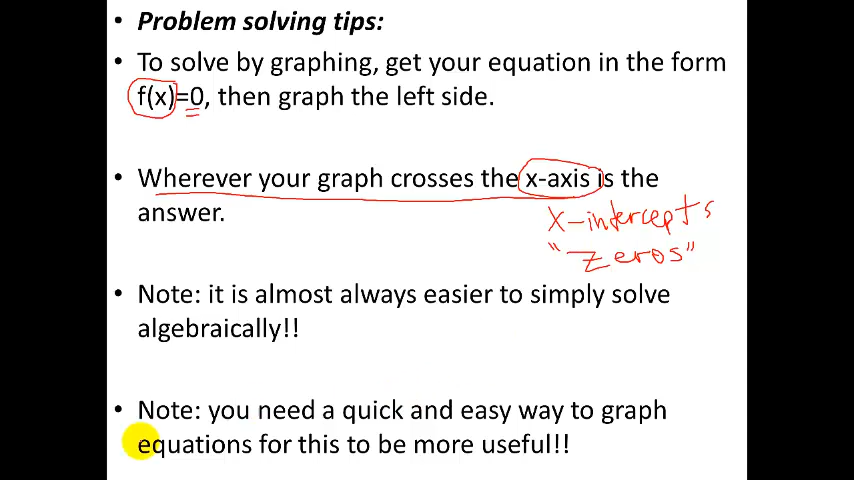 • Problem solving tips:
• To solve by graphing, get your equation in the form
f(x)=0, then graph the left side.
• Wherever your graph crosses the x-axis is the
answer.
x-intercepts
"zeros"
• Note: it is almost always easier to simply solve
algebraically!!
• Note: you need a quick and easy way to graph
equations for this to be more useful!!